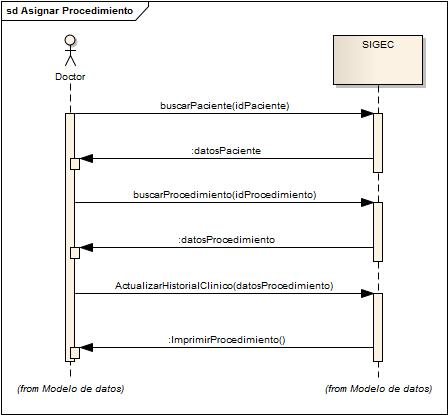 sd Asignar Procedimiento
Doctor
SIGEC
buscarPaciente(idPaciente)
:datosPaciente
buscarProcedimiento(idProcedimiento)
:datosProcedimiento
ActualizarHistorialClinico(datosProcedimiento)
:ImprimirProcedimiento()
(from Modelo de datos)
(from Modelo de datos)